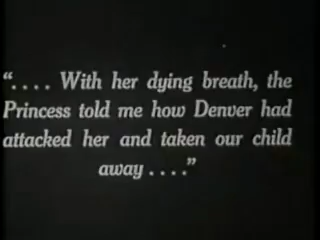 “. . . . With her dying breath, the
Princess told me how Denver had
attacked her and taken our child
away . . . .”